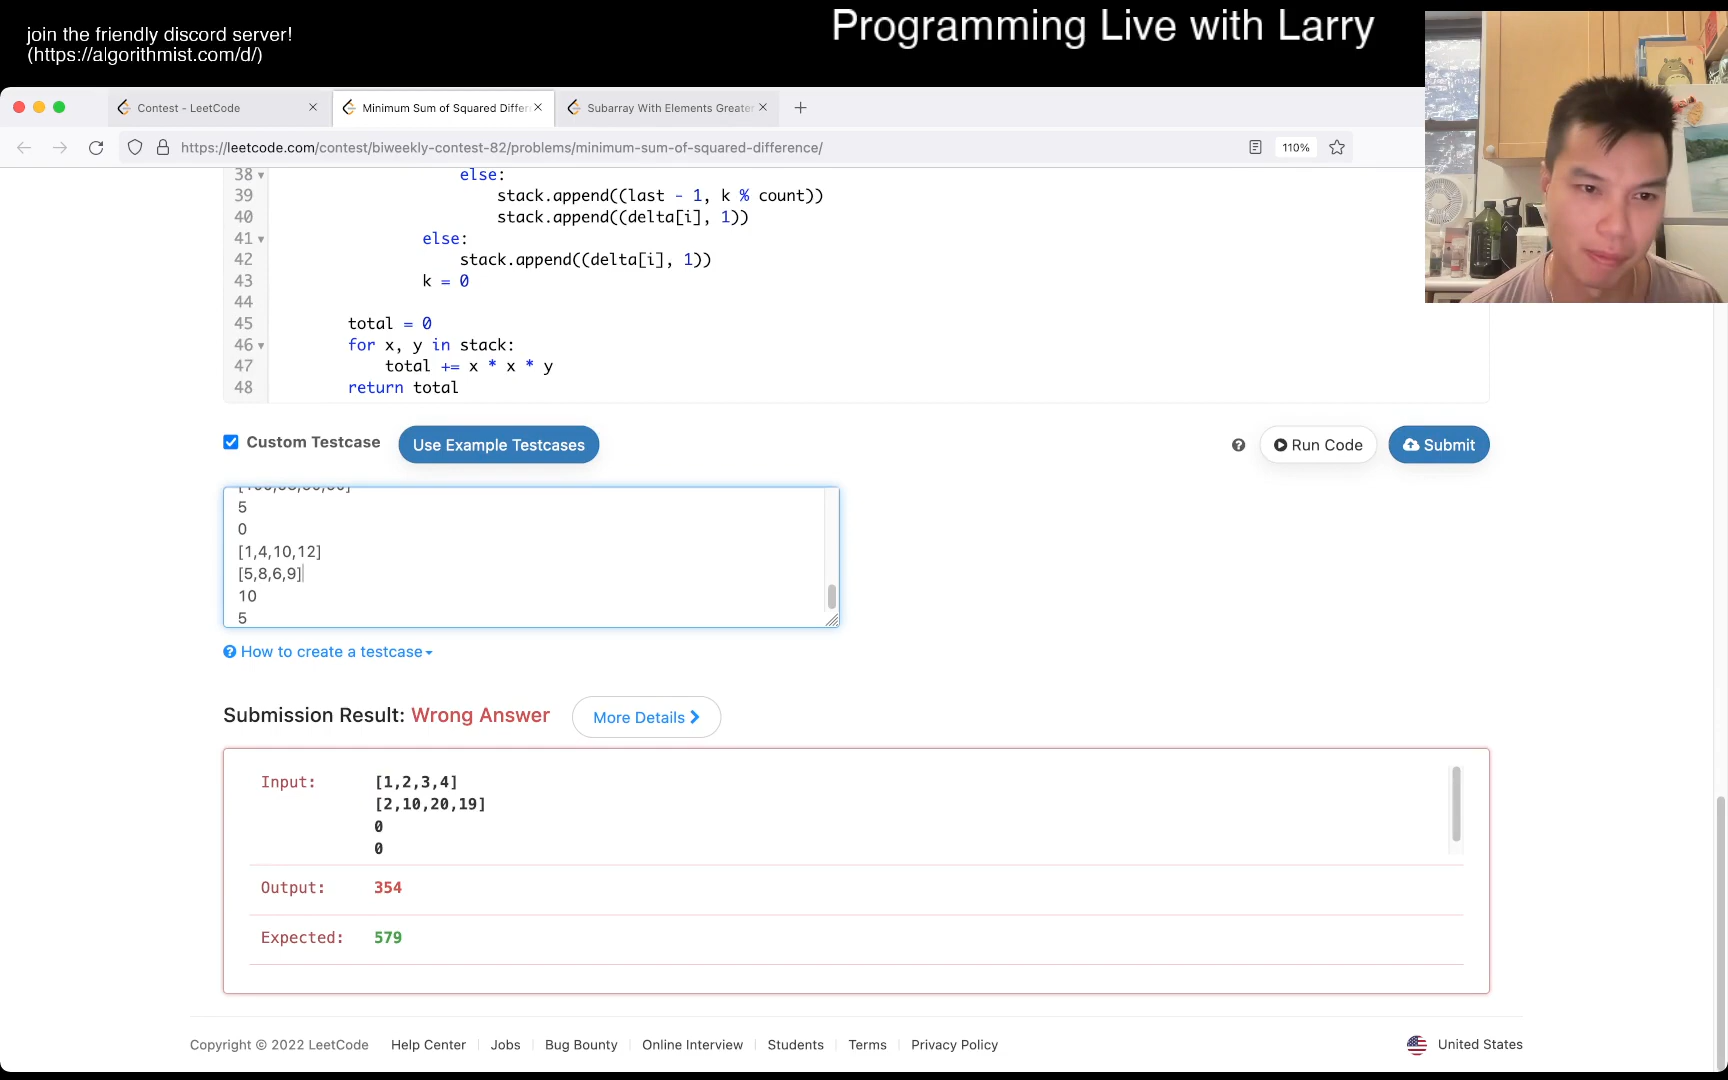 join the friendly discord server!
(https://algorithmist.com/d/)
Programming Live with Larry
Contest - LeetCode
Minimum Sum of Squared Differ
Subarray With Elements Greater
https://leetcode.com/contest/biweekly-contest-82/problems/minimum-sum-of-squared-difference/
110%
38 else:
39 stack.append((last - 1, k % count))
40 stack.append((delta[i], 1))
41 else:
42 stack.append((delta[i], 1))
43 k = 0
44
45 total = 0
46 for x, y in stack:
47 total += x * x * y
48 return total
Custom Testcase
Use Example Testcases
Run Code
Submit
5
0
[1,4,10,12]
[5,8,6,9]
10
5
How to create a testcase
Submission Result: Wrong Answer
More Details
Input: [1,2,3,4]
[2,10,20,19]
0
0
Output: 354
Expected: 579
Copyright © 2022 LeetCode Help Center Jobs Bug Bounty Online Interview Students Terms Privacy Policy United States